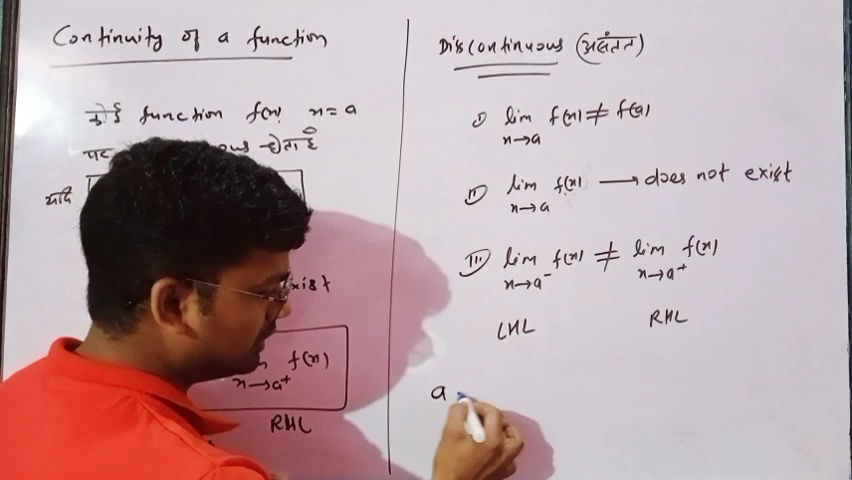 Continuity of a function
कोई function f(x) x=a
पर ous होता है
यदि
xist
f(x)
x→a⁺
RHL
Discontinuous (असंतत)
(i) lim f(x) ≠ f(a)
x→a
(ii) lim f(x) → does not exist
x→a
(iii) lim f(x) ≠ lim f(x)
x→a⁻ x→a⁺
LHL RHL
a